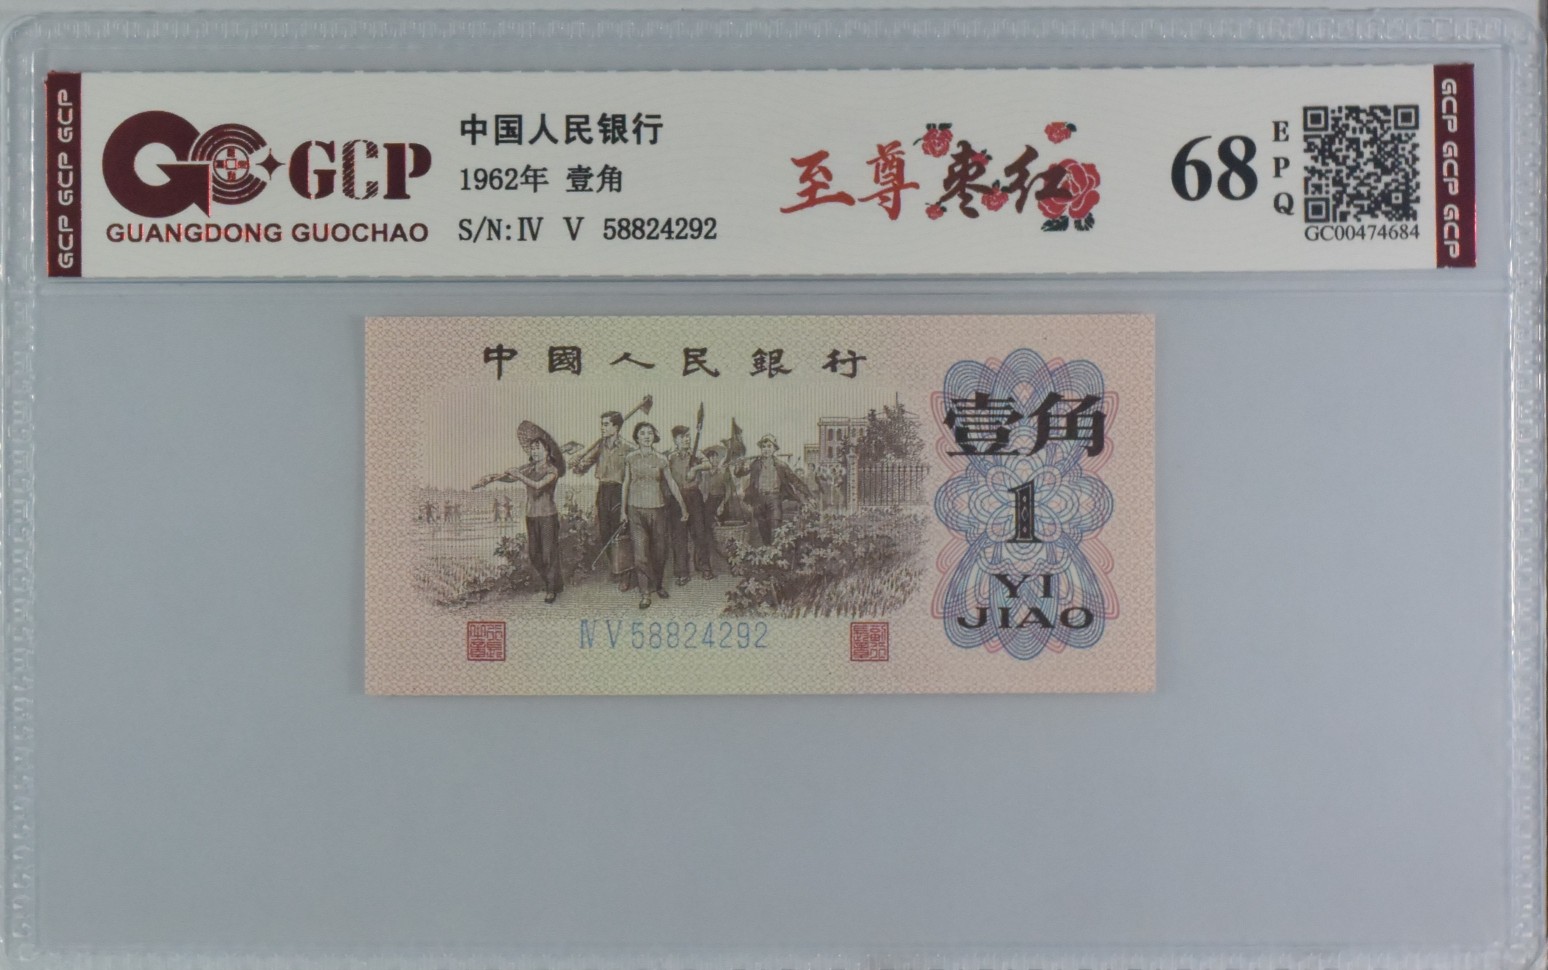 GCP GCP GCP
GCP
GUANGDONG GUOCHAO
中国人民银行
1962年 壹角
S/N:Ⅳ Ⅴ 58824292
至尊枣红
68
EPQ
GC00474684
GCP GCP GCP
中國人民銀行
壹角
1
YI
JIAO
Ⅳ Ⅴ 58824292